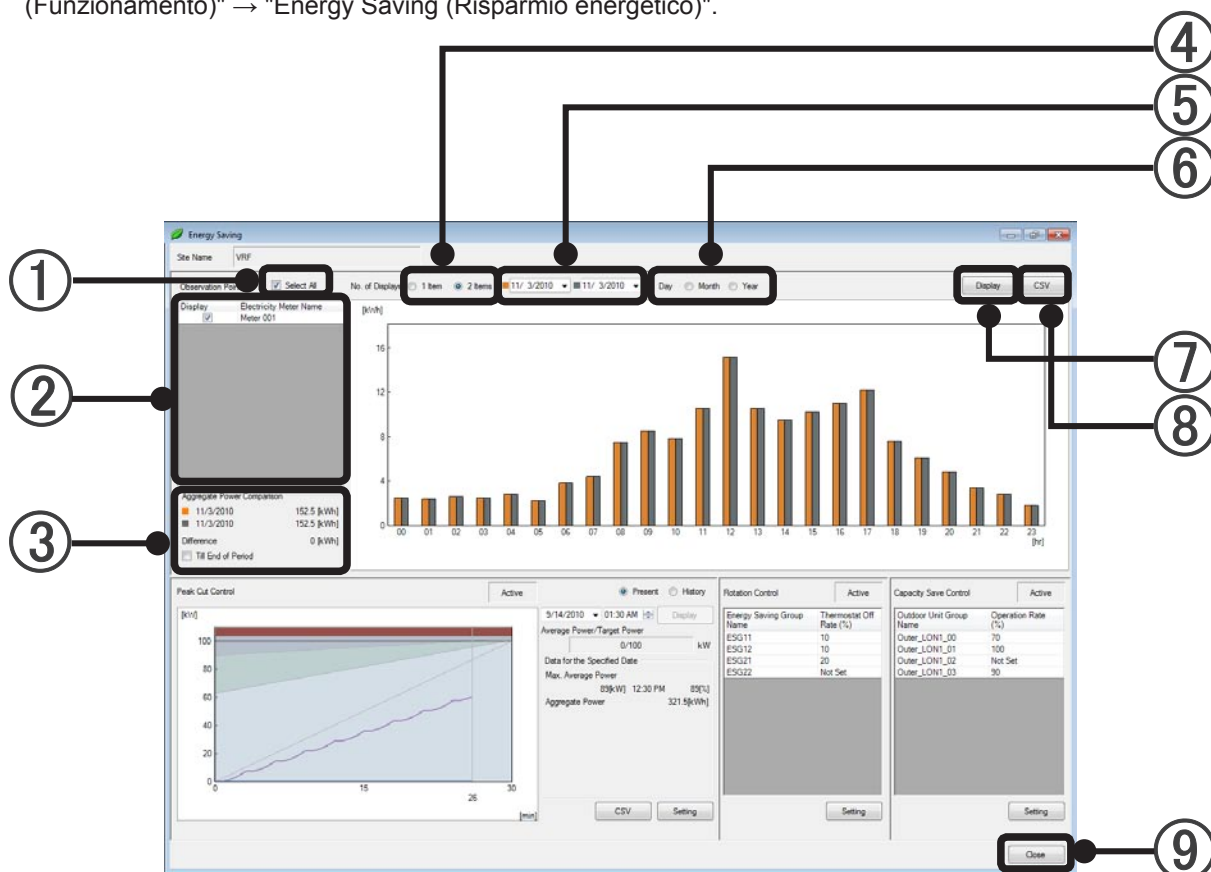 (Funzionamento)" → "Energy Saving (Risparmio energetico)".
④
⑤
⑥
Energy Saving
Site Name VRF
①
Observation Poi Select All No. of Displays 1 Item 2 Items 11/ 3/2010 11/ 3/2010 Day Month Year Display CSV
Display Electricity Meter Name
Meter 001
②
⑦
⑧
[kWh]
16
12
8
4
0
00 01 02 03 04 05 06 07 08 09 10 11 12 13 14 15 16 17 18 19 20 21 22 23
[hr]
③
Aggregate Power Comparison
11/3/2010 152.5 [kWh]
11/3/2010 152.5 [kWh]
Difference 0 [kWh]
Till End of Period
Peak Cut Control Active
[kW]
100
80
60
40
20
0
0 15 26 30
[min]
Present History
9/14/2010 01:30 AM Display
Average Power/Target Power
0/100 kW
Data for the Specified Date
Max. Average Power
89[kW] 12:30 PM 89[%]
Aggregate Power 321.5[kWh]
CSV Setting
Rotation Control Active
Energy Saving Group Name Thermostat Off Rate (%)
ESG11 10
ESG12 10
ESG21 20
ESG22 Not Set
Setting
Capacity Save Control Active
Outdoor Unit Group Name Operation Rate (%)
Outer_LON1_00 70
Outer_LON1_01 100
Outer_LON1_02 Not Set
Outer_LON1_03 90
Setting
Close
⑨